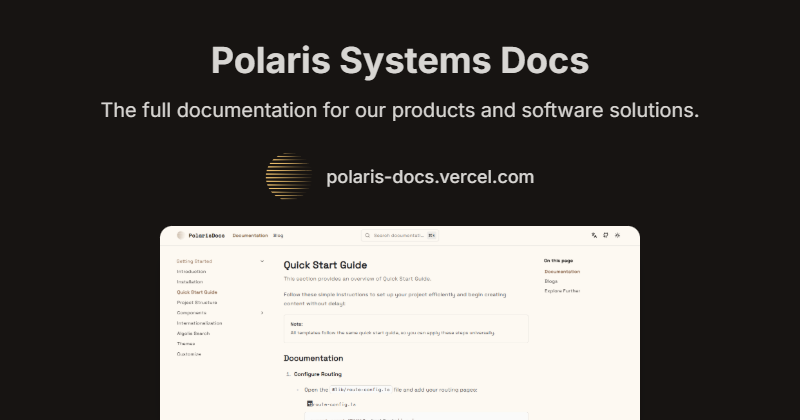 Polaris Systems Docs
The full documentation for our products and software solutions.
polaris-docs.vercel.com
PolarisDocs Documentation Blog
Search documentat... ⌘K
Getting Started
Introduction
Installation
Quick Start Guide
Project Structure
Components
Internationalization
Algolia Search
Themes
Customize
Quick Start Guide
This section provides an overview of Quick Start Guide.
Follow these simple instructions to set up your project efficiently and begin creating
content without delay!
Note:
All templates follow the same quick start guide, so you can apply these steps universally.
Documentation
1. Configure Routing
Open the @lib/route-config.ts file and add your routing pages:
route-config.ts
On this page
Documentation
Blogs
Explore Further